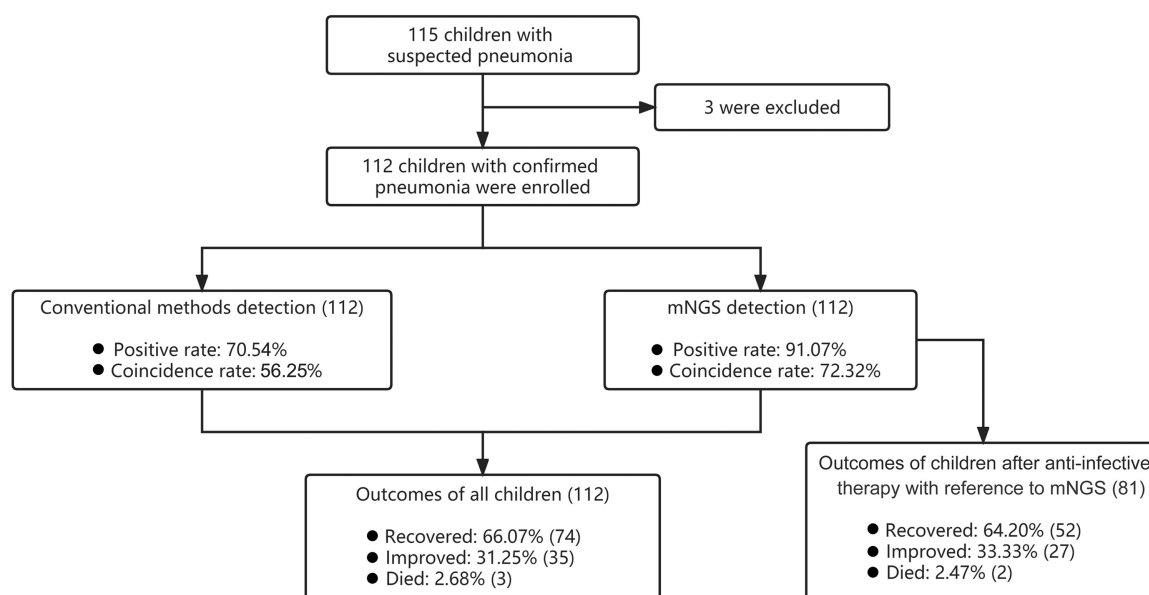 115 children with
suspected pneumonia
3 were excluded
112 children with confirmed
pneumonia were enrolled
Conventional methods detection (112)
● Positive rate: 70.54%
● Coincidence rate: 56.25%
mNGS detection (112)
● Positive rate: 91.07%
● Coincidence rate: 72.32%
Outcomes of all children (112)
● Recovered: 66.07% (74)
● Improved: 31.25% (35)
● Died: 2.68% (3)
Outcomes of children after anti-infective
therapy with reference to mNGS (81)
● Recovered: 64.20% (52)
● Improved: 33.33% (27)
● Died: 2.47% (2)